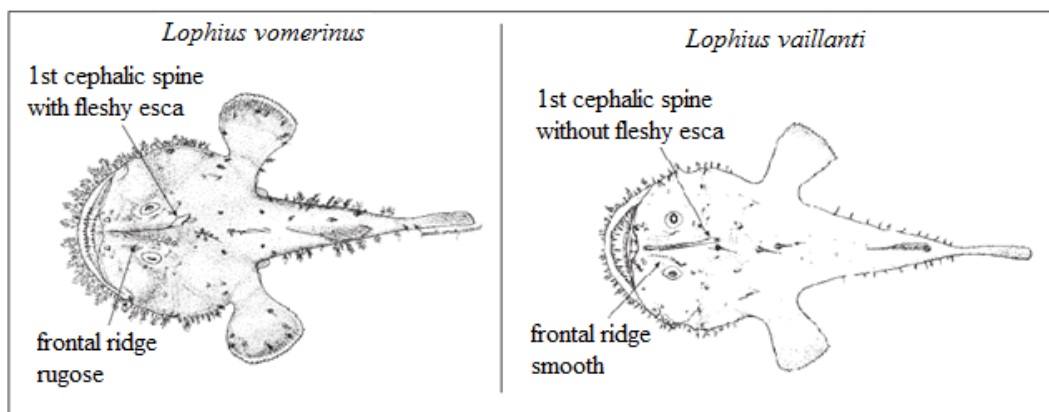 Lophius vomerinus
1st cephalic spine
with fleshy esca
frontal ridge
rugose
Lophius vaillanti
1st cephalic spine
without fleshy esca
frontal ridge
smooth